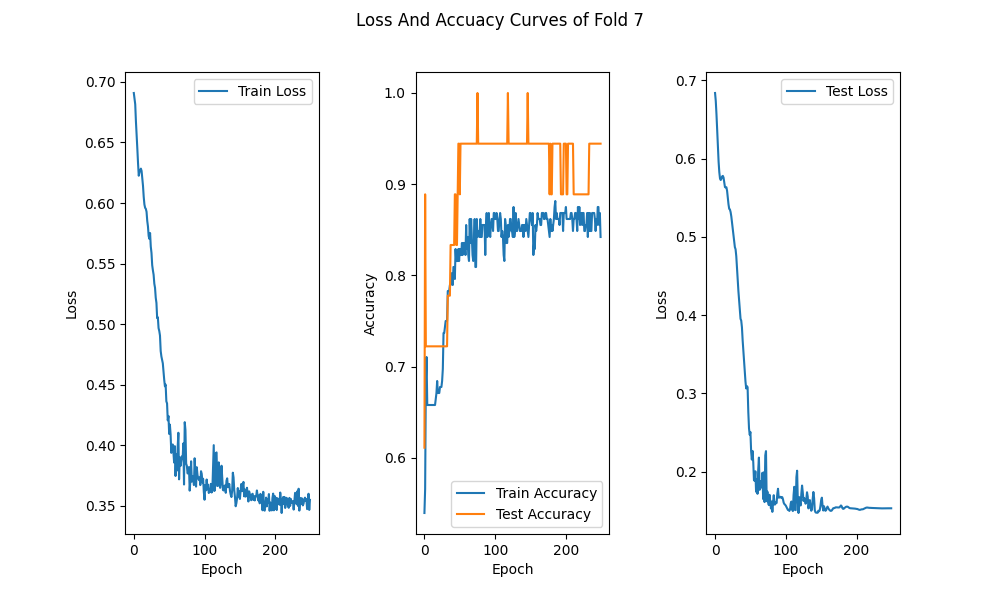 Loss And Accuacy Curves of Fold 7
Train Loss
0.70
0.65
0.60
0.55
0.50
0.45
0.40
0.35
Loss
0
100
200
Epoch
1.0
0.9
0.8
0.7
0.6
Accuracy
Train Accuracy
Test Accuracy
0
100
200
Epoch
Test Loss
0.7
0.6
0.5
0.4
0.3
0.2
Loss
0
100
200
Epoch